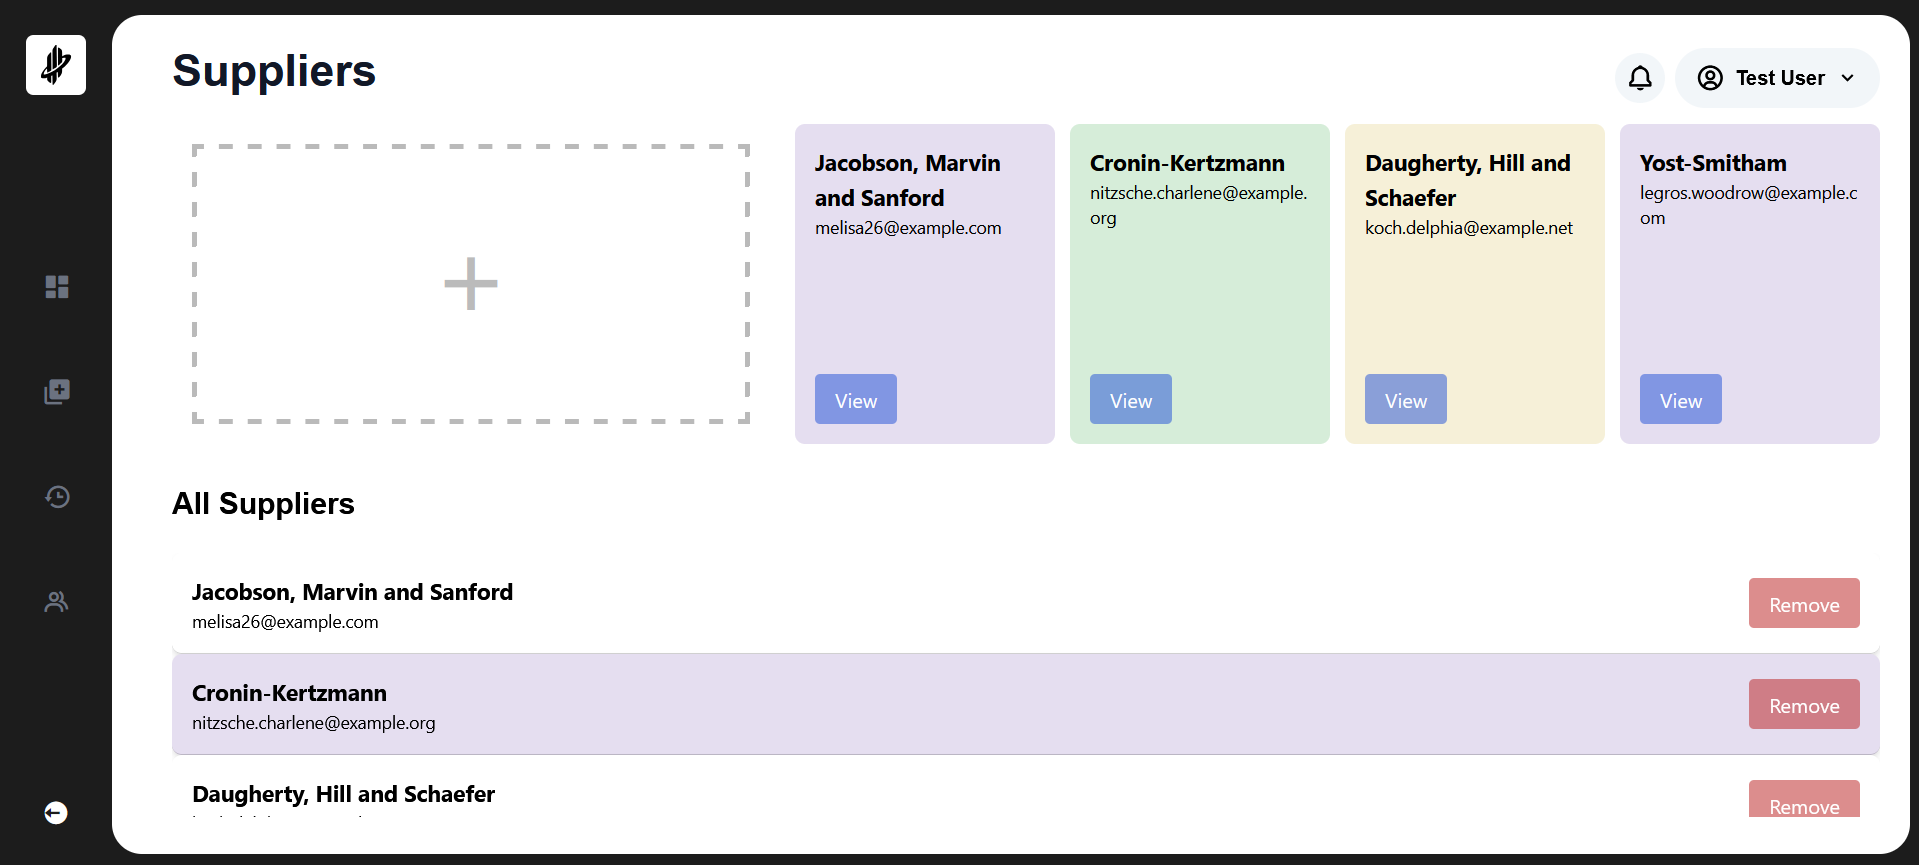 Suppliers
Test User
Jacobson, Marvin
and Sanford
melisa26@example.com
View
Cronin-Kertzmann
nitzsche.charlene@example.
org
View
Daugherty, Hill and
Schaefer
koch.delphia@example.net
View
Yost-Smitham
legros.woodrow@example.c
om
View
All Suppliers
Jacobson, Marvin and Sanford
melisa26@example.com
Remove
Cronin-Kertzmann
nitzsche.charlene@example.org
Remove
Daugherty, Hill and Schaefer
Remove